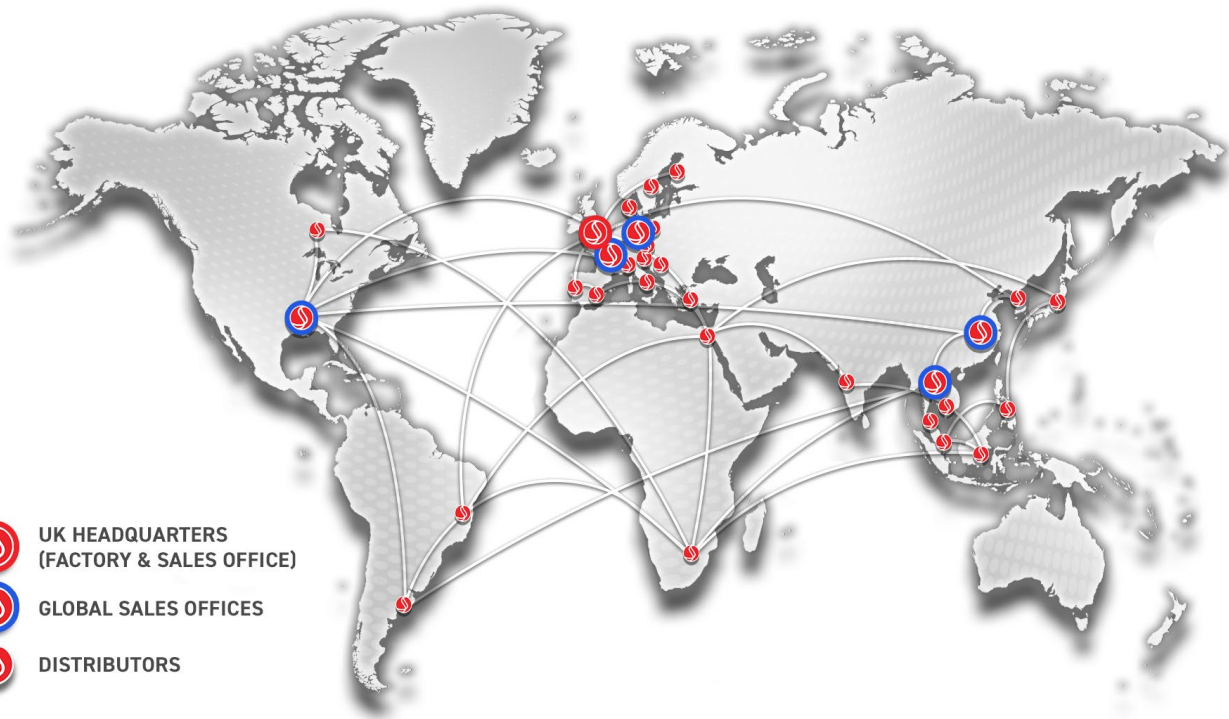 UK HEADQUARTERS
(FACTORY & SALES OFFICE)
GLOBAL SALES OFFICES
DISTRIBUTORS